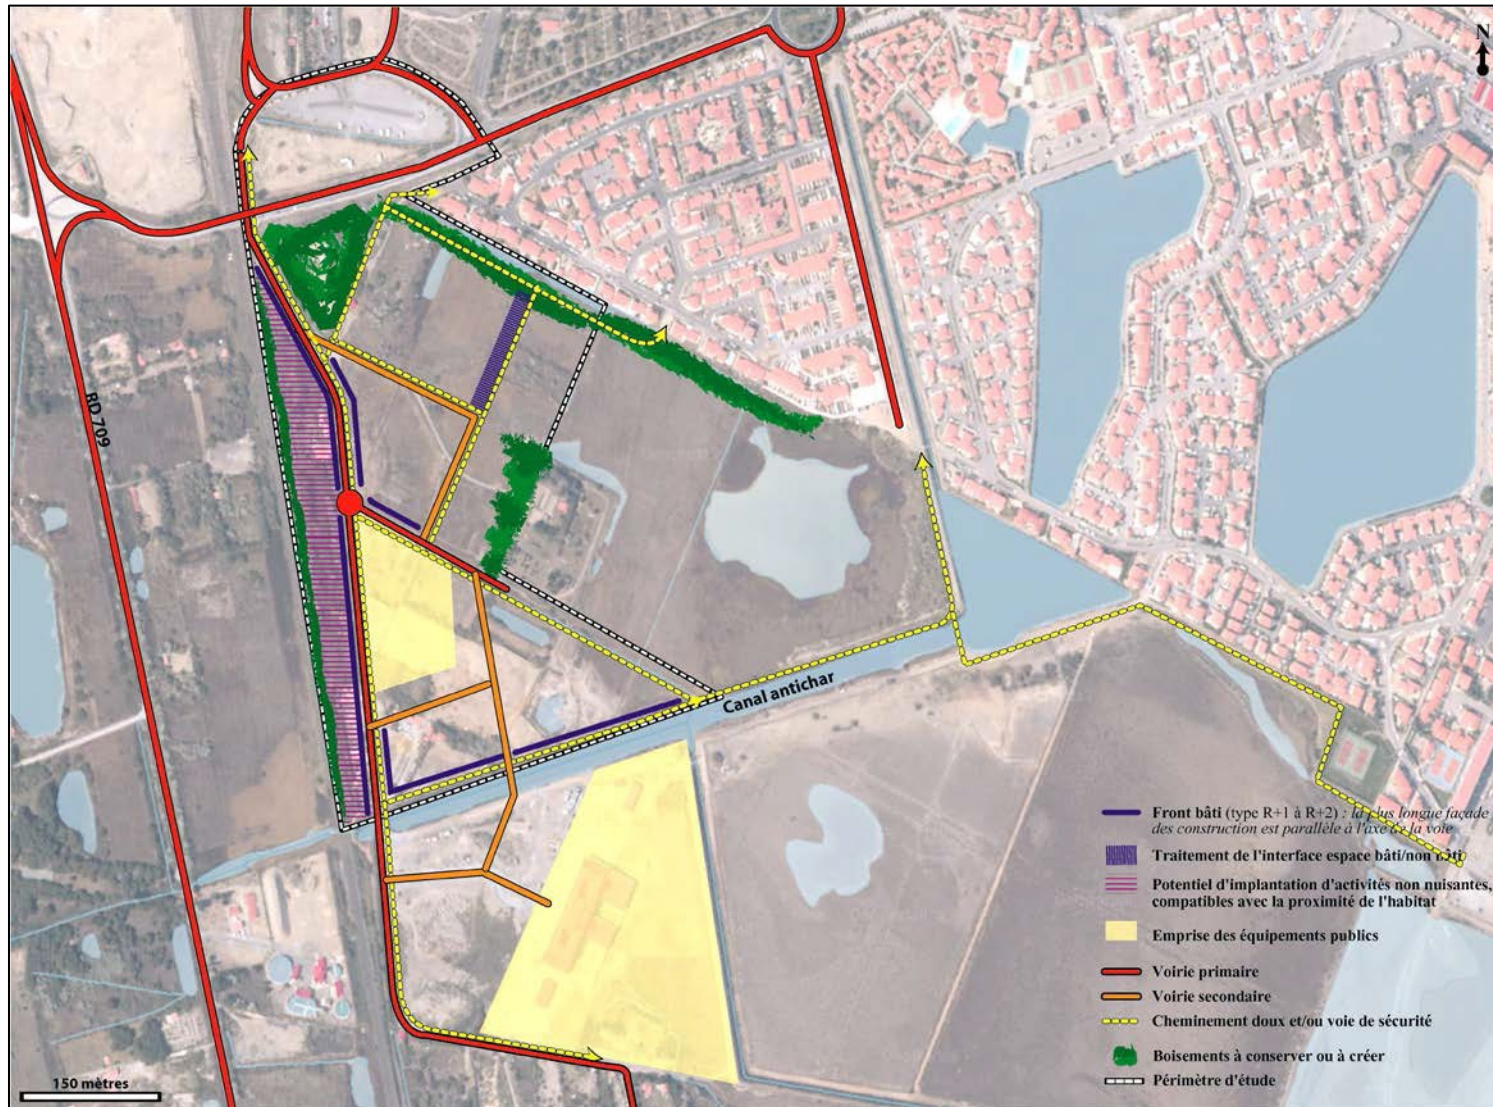 N
RD 709
Canal antichar
Front bâti (type R+1 à R+2) : la plus longue façade
des construction est parallèle à l'axe de la voie
Traitement de l'interface espace bâti/non bâti
Potentiel d'implantation d'activités non nuisantes,
compatibles avec la proximité de l'habitat
Emprise des équipements publics
Voirie primaire
Voirie secondaire
Cheminement doux et/ou voie de sécurité
Boisements à conserver ou à créer
Périmètre d'étude
150 mètres